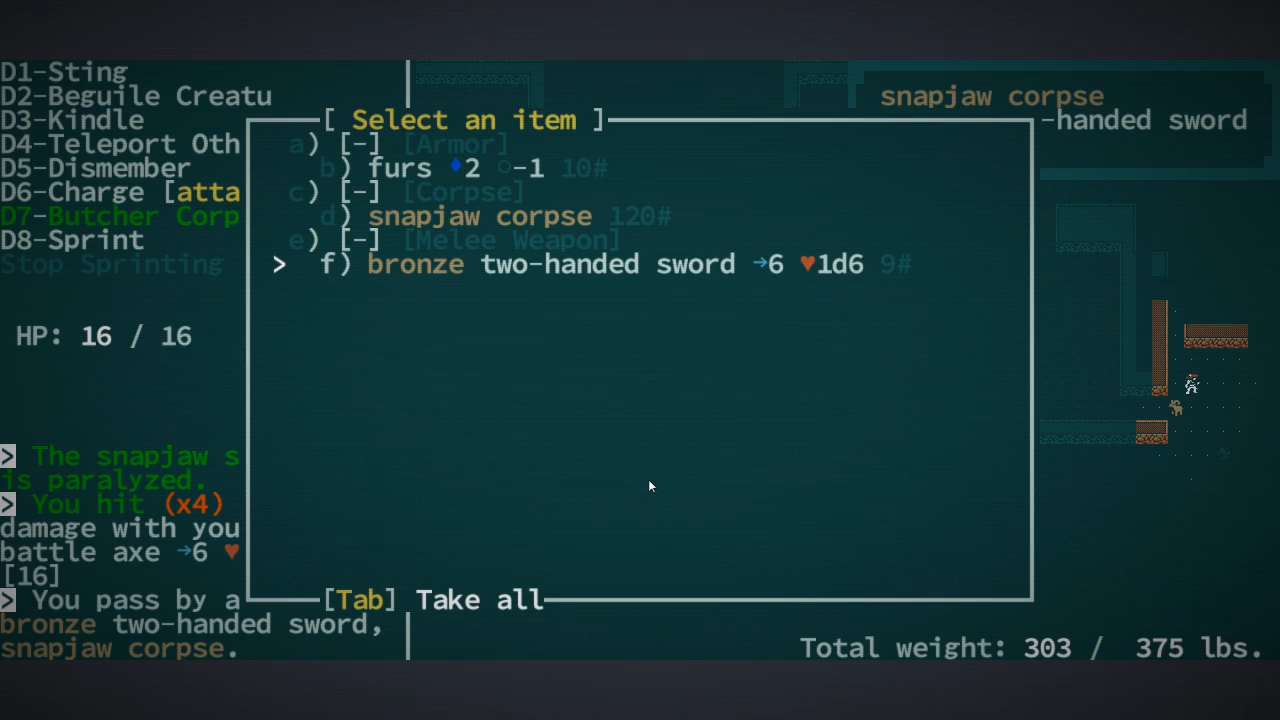 D1-Sting
D2-Beguile Creatu
D3-Kindle
D4-Teleport Oth
D5-Dismember
D6-Charge [atta
D7-Butcher Corp
D8-Sprint
Stop Sprinting
HP: 16 / 16
> The snapjaw s
is paralyzed.
> You hit (x4)
damage with you
battle axe →6 ♥
[16]
> You pass by a
bronze two-handed sword,
snapjaw corpse.
[ Select an item ]
a) [-] [Armor]
b) furs ♦2 ○-1 10#
c) [-] [Corpse]
d) snapjaw corpse 120#
e) [-] [Melee Weapon]
> f) bronze two-handed sword →6 ♥1d6 9#
[Tab] Take all
snapjaw corpse
-handed sword
Total weight: 303 / 375 lbs.